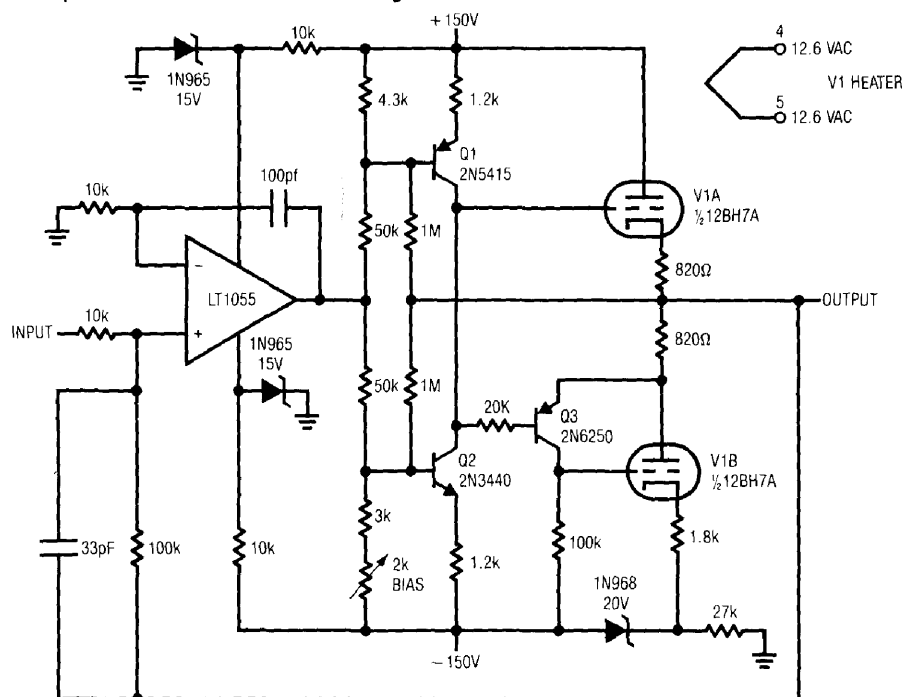 +150V
4
12.6 VAC
V1 HEATER
5
12.6 VAC
1N965
15V
10k
4.3k
1.2k
Q1
2N5415
100pf
10k
V1A
½12BH7A
50k
1M
820Ω
LT1055
−
+
OUTPUT
INPUT
10k
1N965
15V
820Ω
50k
1M
20K
Q3
2N6250
Q2
2N3440
V1B
½12BH7A
3k
33pF
100k
10k
2k
BIAS
1.2k
100k
1.8k
1N968
20V
27k
−150V